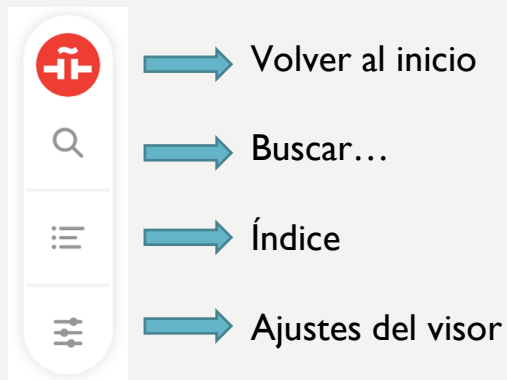 Volver al inicio
Buscar…
Índice
Ajustes del visor